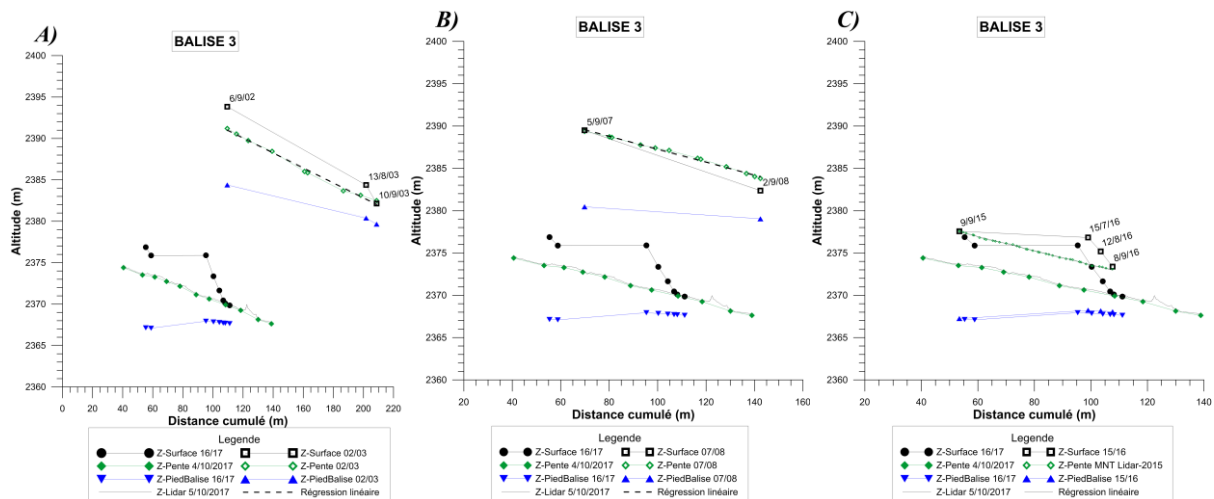 A)
BALISE 3
2400
2395
2390
2385
2380
2375
2370
2365
2360
Altitude (m)
6/9/02
13/8/03
10/9/03
0 20 40 60 80 100 120 140 160 180 200 220
Distance cumulé (m)
Legende
Z-Surface 16/17 Z-Surface 02/03
Z-Pente 4/10/2017 Z-Pente 02/03
Z-PiedBalise 16/17 Z-PiedBalise 02/03
Z-Lidar 5/10/2017 Régression linéaire
B)
BALISE 3
2400
2395
2390
2385
2380
2375
2370
2365
2360
Altitude (m)
5/9/07
2/9/08
20 40 60 80 100 120 140 160
Distance cumulé (m)
Legende
Z-Surface 16/17 Z-Surface 07/08
Z-Pente 4/10/2017 Z-Pente 07/08
Z-PiedBalise 16/17 Z-PiedBalise 07/08
Z-Lidar 5/10/2017 Régression linéaire
C)
BALISE 3
2400
2395
2390
2385
2380
2375
2370
2365
2360
Altitude (m)
9/9/15
15/7/16
12/8/16
8/9/16
20 40 60 80 100 120 140
Distance cumulé (m)
Legende
Z-Surface 16/17 Z-Surface 15/16
Z-Pente 4/10/2017 Z-Pente MNT Lidar-2015
Z-PiedBalise 16/17 Z-PiedBalise 15/16
Z-Lidar 5/10/2017 Régression linéaire